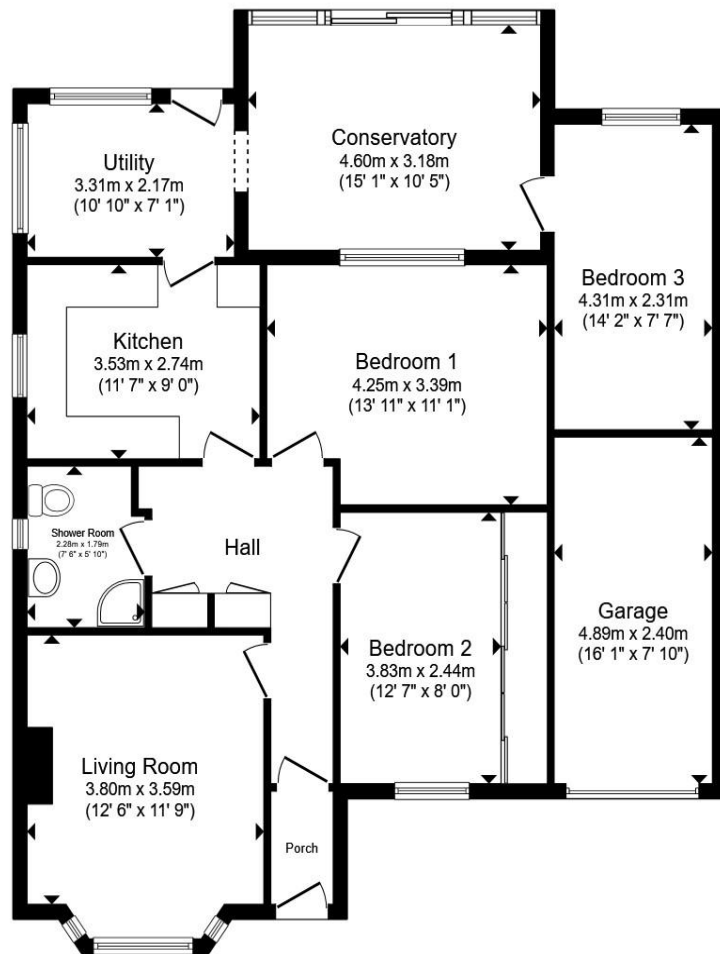 Conservatory
4.60m x 3.18m
(15' 1" x 10' 5")
Utility
3.31m x 2.17m
(10' 10" x 7' 1")
Bedroom 3
4.31m x 2.31m
(14' 2" x 7' 7")
Kitchen
3.53m x 2.74m
(11' 7" x 9' 0")
Bedroom 1
4.25m x 3.39m
(13' 11" x 11' 1")
Shower Room
2.28m x 1.79m
(7' 6" x 5' 10")
Hall
Garage
4.89m x 2.40m
(16' 1" x 7' 10")
Bedroom 2
3.83m x 2.44m
(12' 7" x 8' 0")
Living Room
3.80m x 3.59m
(12' 6" x 11' 9")
Porch